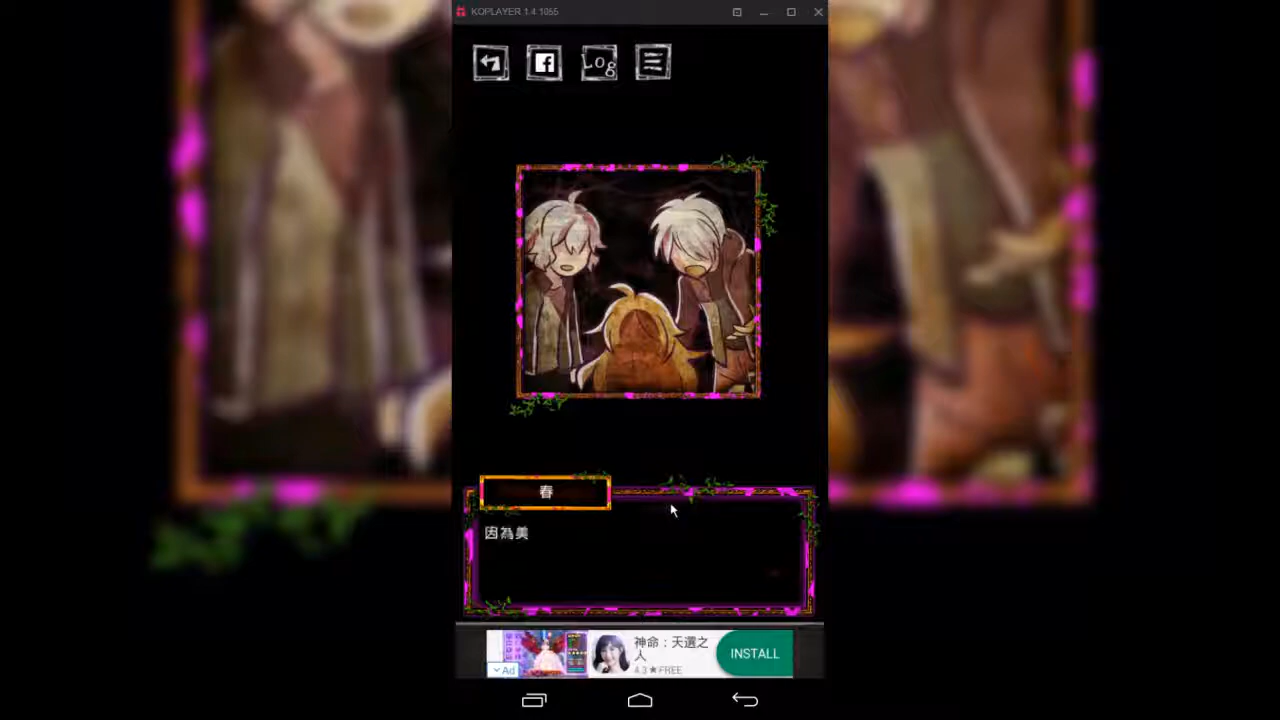 KOPLAYER 1.4.1055
Log
春
因為美
神命：天選之
人
4.3★FREE
INSTALL
Ad